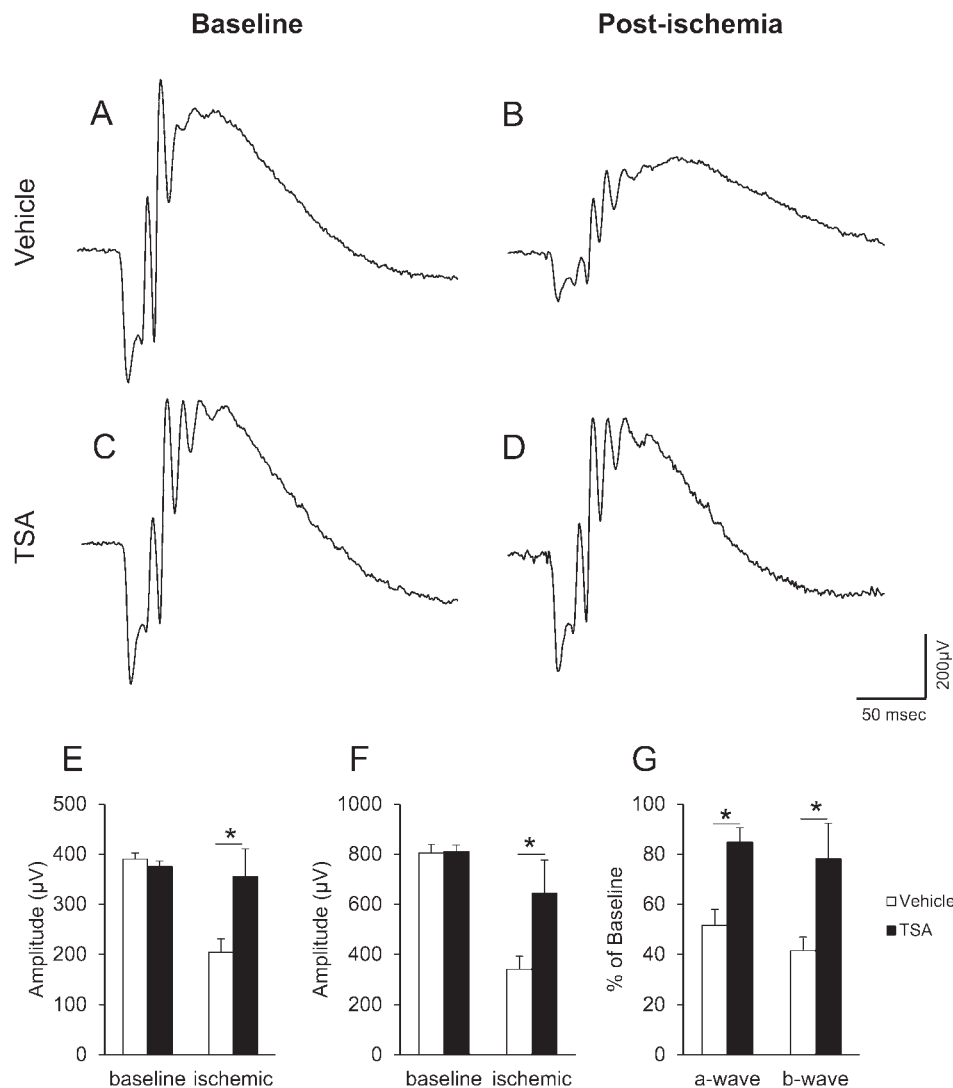 Baseline Post-ischemia
A B
Vehicle
C D
TSA
200µV
50 msec
E F G
500
400
300
200
100
0
Amplitude (µV)
*
baseline ischemic
1000
800
600
400
200
0
Amplitude (µV)
*
baseline ischemic
100
80
60
40
20
0
% of Baseline
* *
a-wave b-wave
Vehicle
TSA